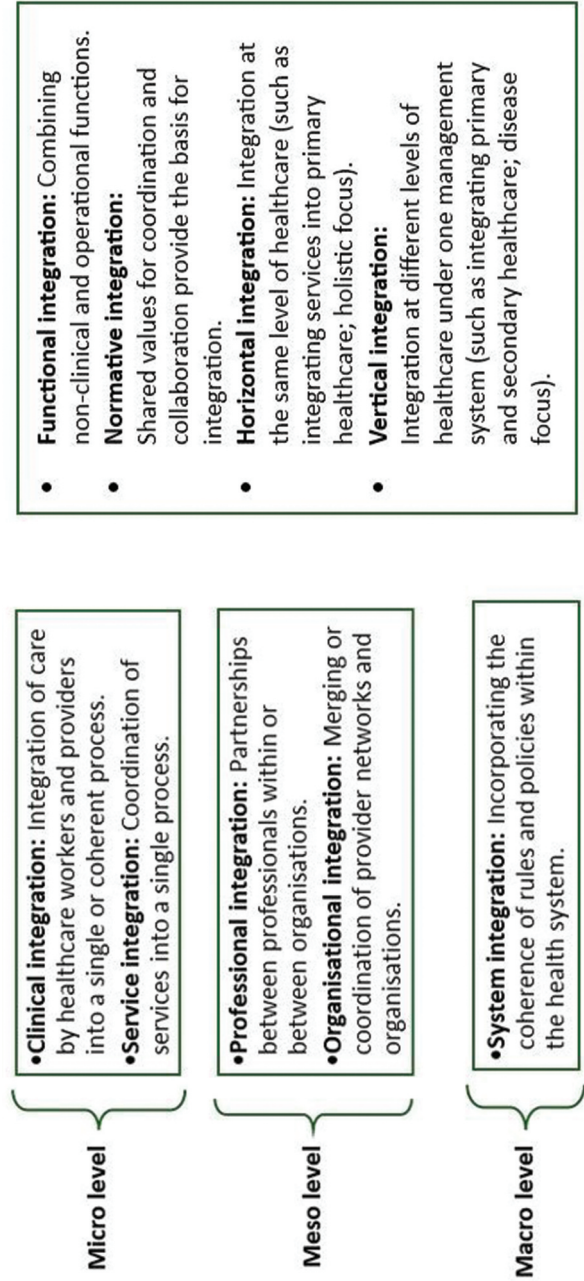 Micro level
•Clinical integration: Integration of care
by healthcare workers and providers
into a single or coherent process.
•Service integration: Coordination of
services into a single process.
Meso level
•Professional integration: Partnerships
between professionals within or
between organisations.
•Organisational integration: Merging or
coordination of provider networks and
organisations.
Macro level
•System integration: Incorporating the
coherence of rules and policies within
the health system.
• Functional integration: Combining
non-clinical and operational functions.
• Normative integration:
Shared values for coordination and
collaboration provide the basis for
integration.
• Horizontal integration: Integration at
the same level of healthcare (such as
integrating services into primary
healthcare; holistic focus).
• Vertical integration:
Integration at different levels of
healthcare under one management
system (such as integrating primary
and secondary healthcare; disease
focus).